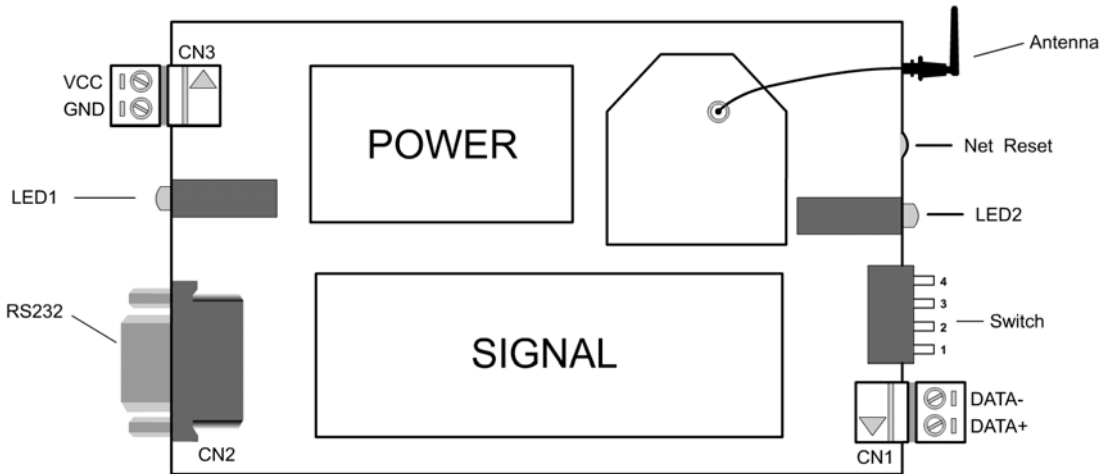 CN3
VCC
GND
LED1
RS232
CN2
POWER
SIGNAL
Antenna
Net Reset
LED2
4
3
2
1
Switch
DATA-
DATA+
CN1